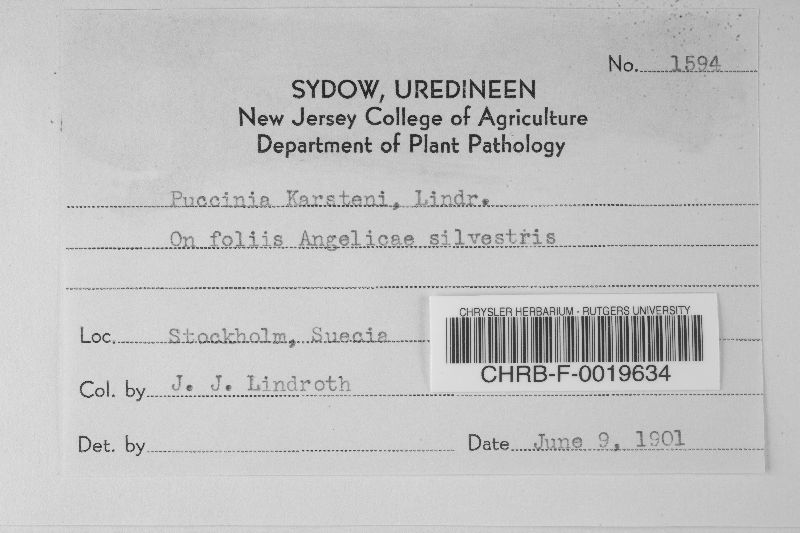 No. 1594
SYDOW, UREDINEEN
New Jersey College of Agriculture
Department of Plant Pathology
Puccinia Karsteni, Lindr.
On foliis Angelicae silvestris
Loc. Stockholm, Suecia
CHRYSLER HERBARIUM - RUTGERS UNIVERSITY
CHRB-F-0019634
Col. by J. J. Lindroth
Det. by
Date June 9, 1901